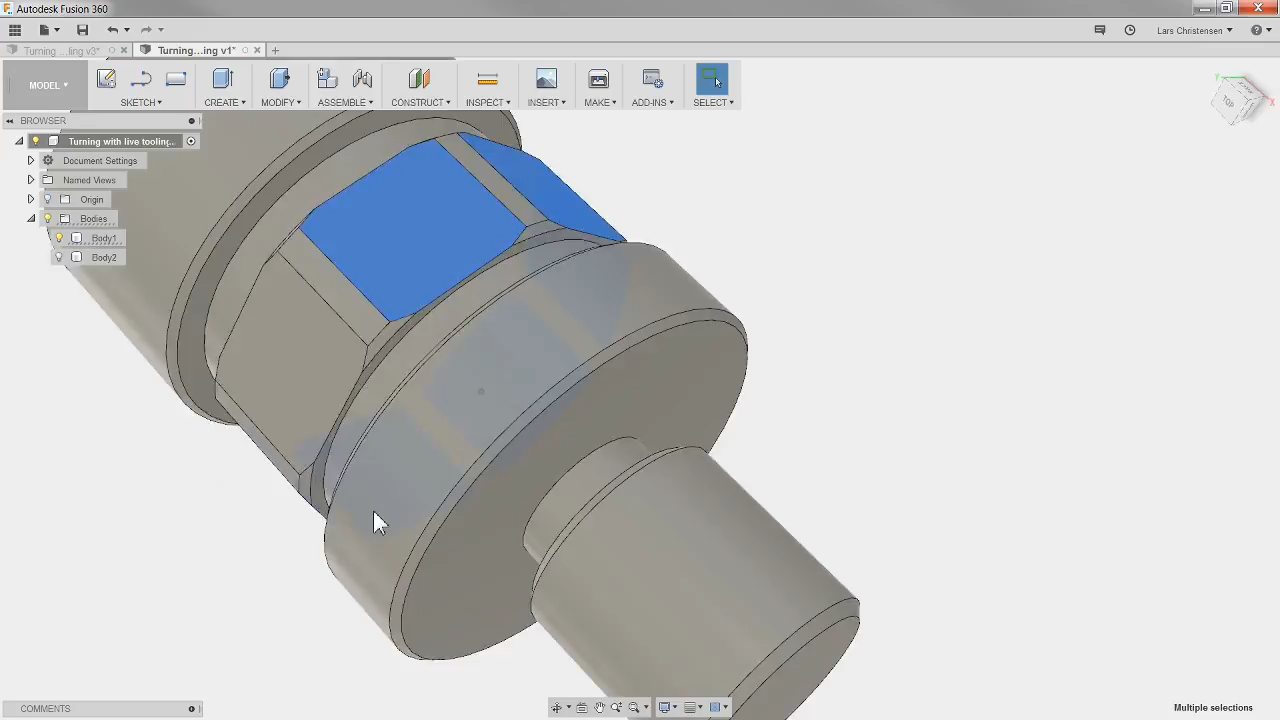 Autodesk Fusion 360
Lars Christensen
Turning ...ling v3*
Turning...ing v1*
MODEL
SKETCH
CREATE
MODIFY
ASSEMBLE
CONSTRUCT
INSPECT
INSERT
MAKE
ADD-INS
SELECT
TOP
Y
X
BROWSER
Turning with live tooling...
Document Settings
Named Views
Origin
Bodies
Body1
Body2
COMMENTS
Multiple selections